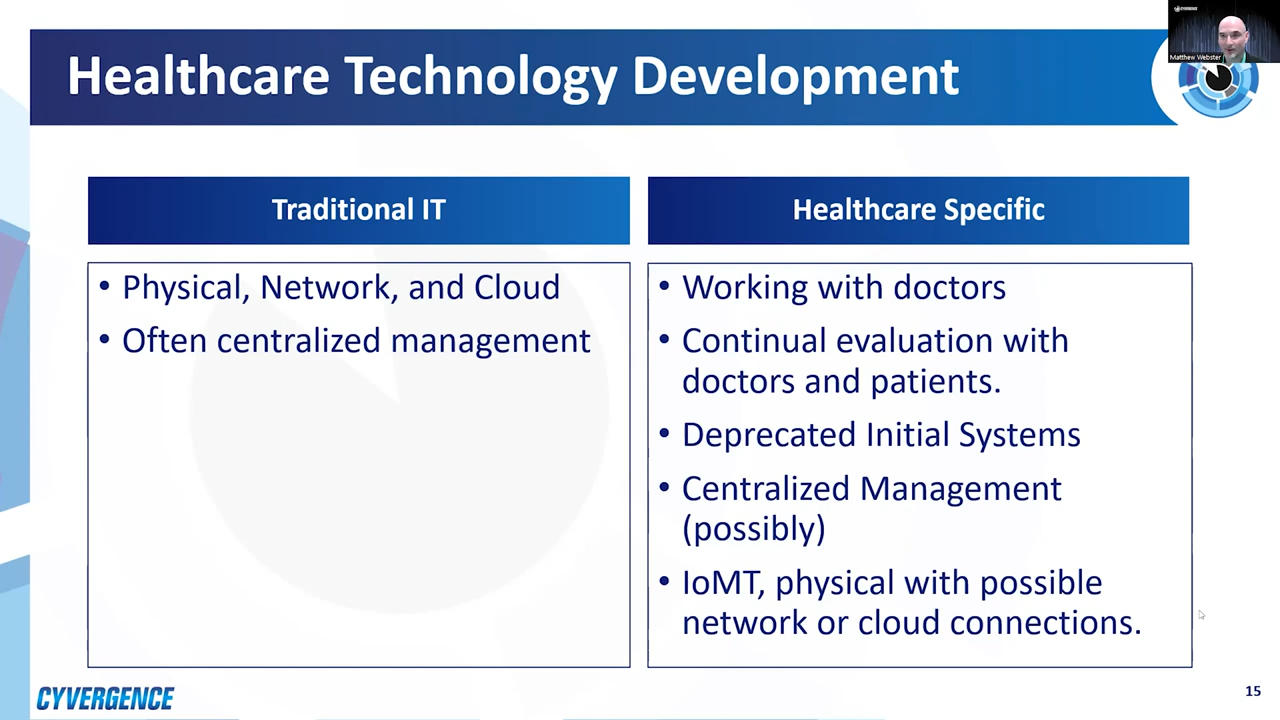 Healthcare Technology Development
CYVERGENCE
Matthew Webster
Traditional IT
Healthcare Specific
• Physical, Network, and Cloud
• Often centralized management
• Working with doctors
• Continual evaluation with
doctors and patients.
• Deprecated Initial Systems
• Centralized Management
(possibly)
• IoMT, physical with possible
network or cloud connections.
CYVERGENCE
15